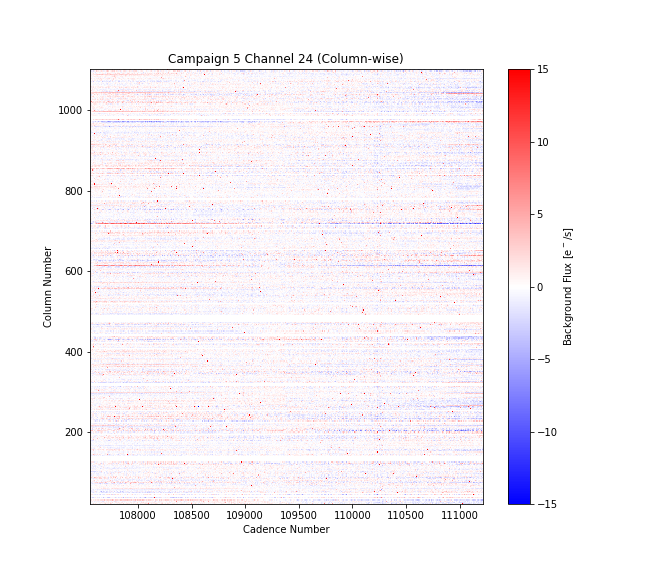 Campaign 5 Channel 24 (Column-wise)
1000
800
600
400
200
Column Number
108000 108500 109000 109500 110000 110500 111000
Cadence Number
15
10
5
0
−5
−10
−15
Background Flux [e⁻/s]